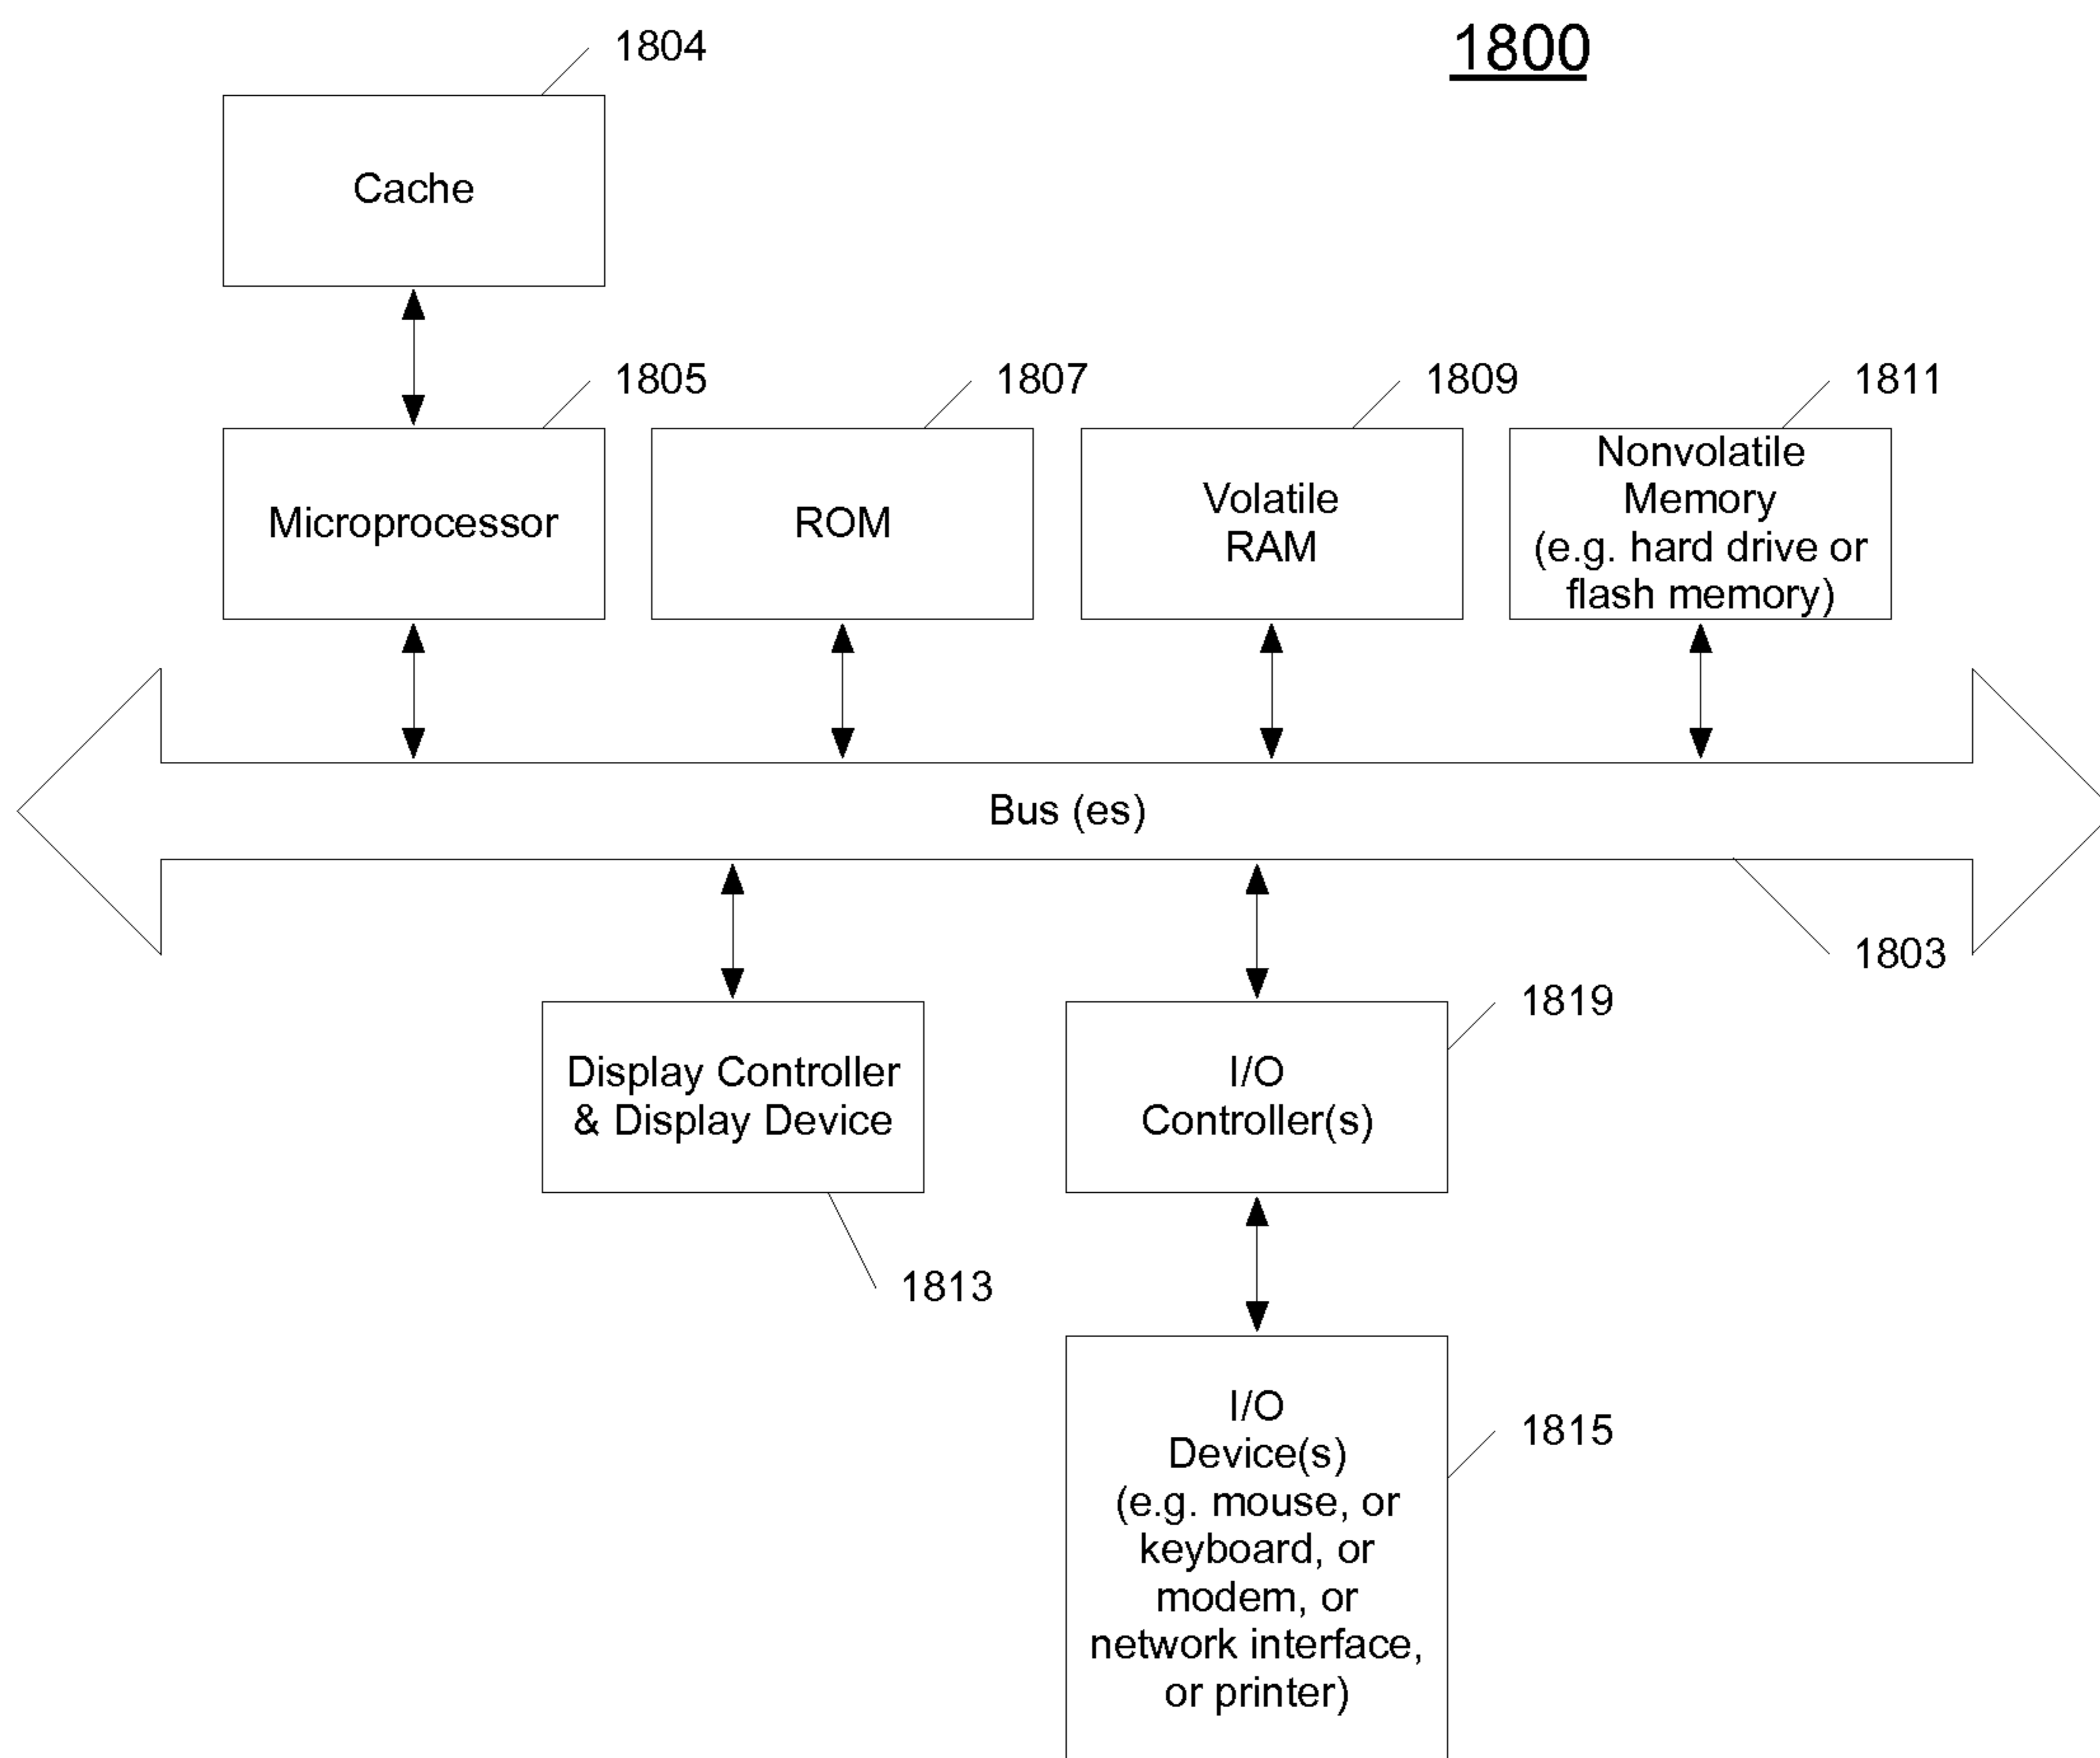 1800
1804
Cache
1805
1807
1809
1811
Microprocessor
ROM
Volatile
RAM
Nonvolatile
Memory
(e.g. hard drive or
flash memory)
Bus (es)
1803
Display Controller
& Display Device
1813
I/O
Controller(s)
1819
I/O
Device(s)
(e.g. mouse, or
keyboard, or
modem, or
network interface,
or printer)
1815